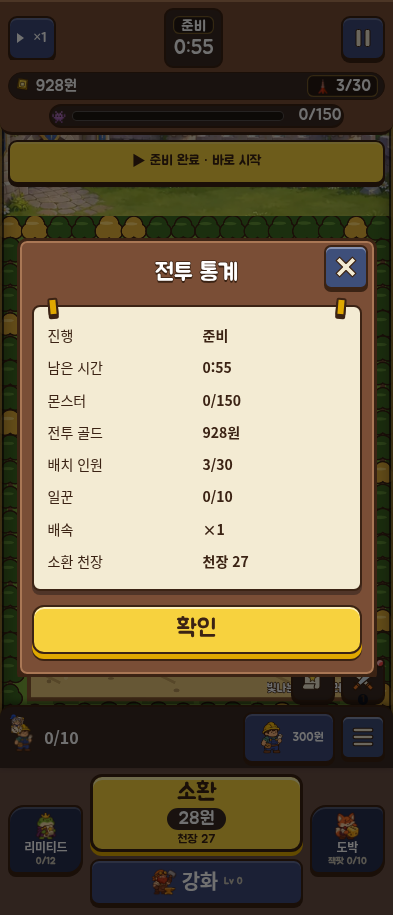 ×1
준비
0:55
928원
3/30
0/150
▶ 준비 완료 · 바로 시작
전투 통계
진행 준비
남은 시간 0:55
몬스터 0/150
전투 골드 928원
배치 인원 3/30
일꾼 0/10
배속 ×1
소환 천장 천장 27
확인
0/10
300원
리미티드
0/12
소환
28원
천장 27
도박
잭팟 0/10
강화 Lv 0